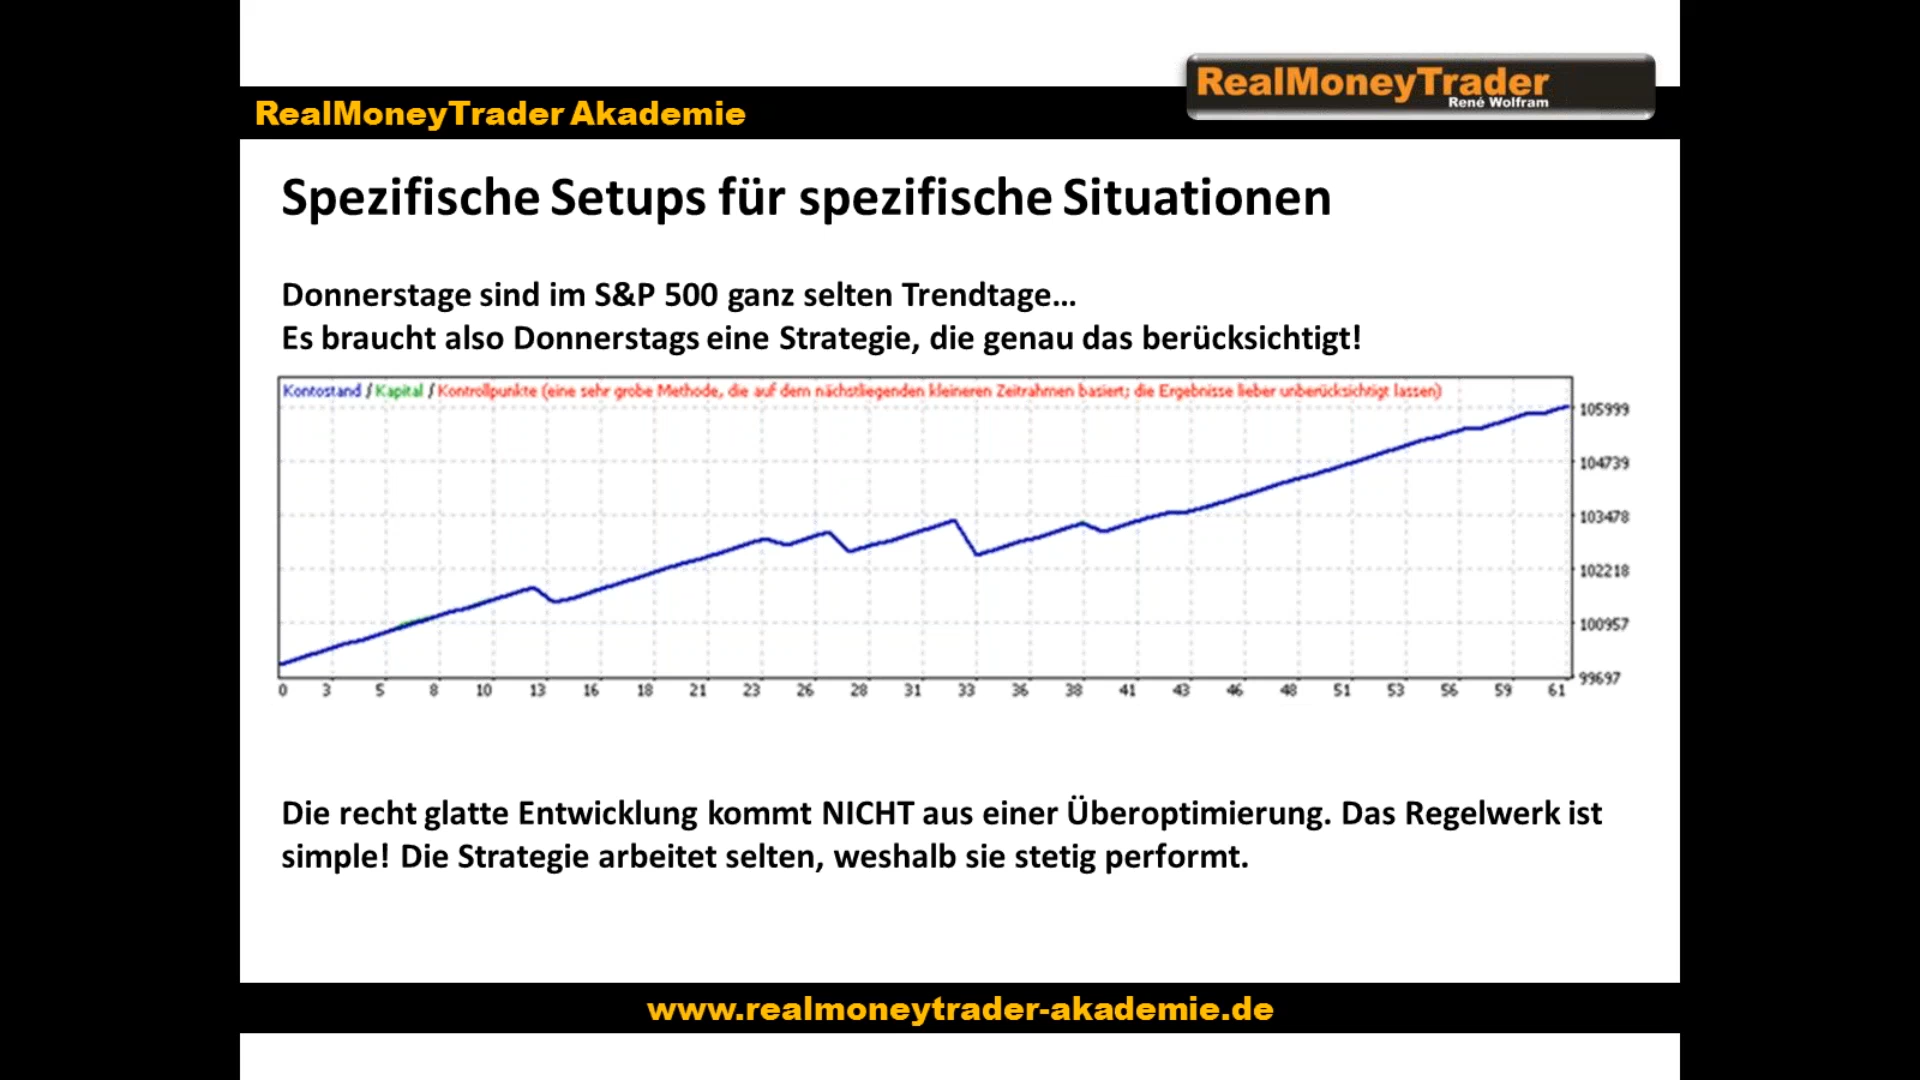 RealMoneyTrader
René Wolfram
RealMoneyTrader Akademie
Spezifische Setups für spezifische Situationen
Donnerstage sind im S&P 500 ganz selten Trendtage...
Es braucht also Donnerstags eine Strategie, die genau das berücksichtigt!
Kontostand / Kapital / Kontrollpunkte (eine sehr grobe Methode, die auf dem nächstliegenden kleineren Zeitrahmen basiert; die Ergebnisse lieber unberücksichtigt lassen)
105999
104739
103478
102218
100957
99697
0 3 5 8 10 13 16 18 21 23 26 28 31 33 36 38 41 43 46 48 51 53 56 59 61
Die recht glatte Entwicklung kommt NICHT aus einer Überoptimierung. Das Regelwerk ist
simple! Die Strategie arbeitet selten, weshalb sie stetig performt.
www.realmoneytrader-akademie.de